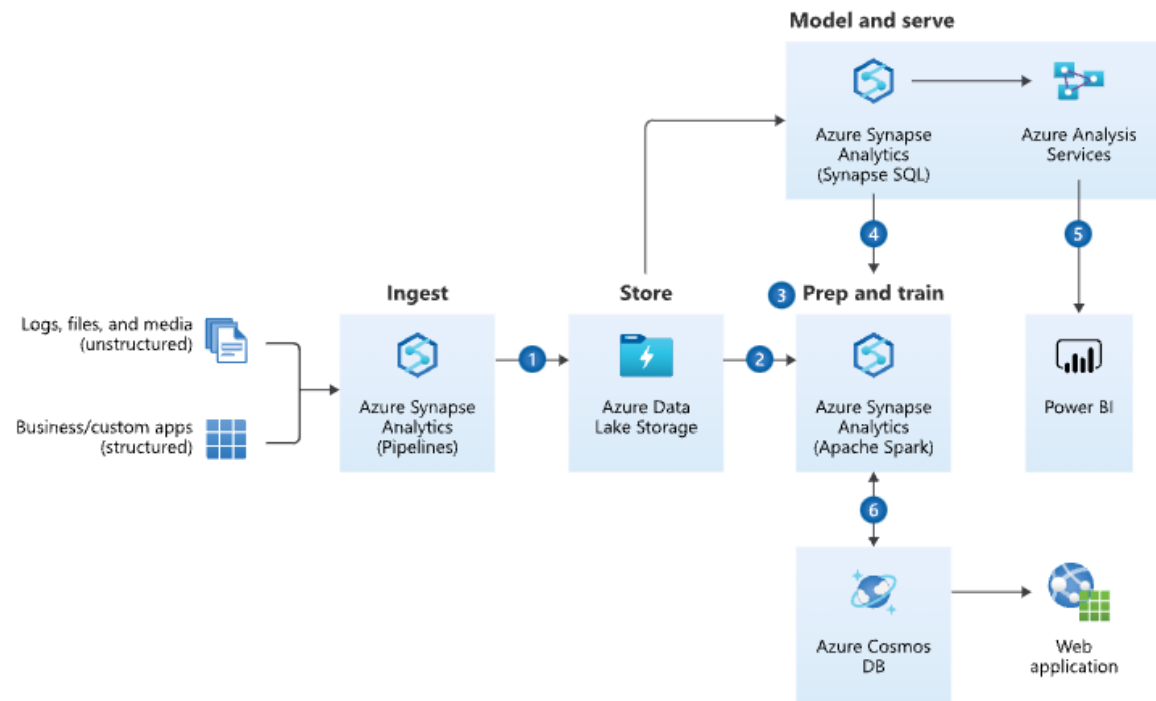 Model and serve
Azure Synapse
Analytics
(Synapse SQL)
Azure Analysis
Services
4
5
Ingest
Store
3
Prep and train
Logs, files, and media
(unstructured)
Business/custom apps
(structured)
Azure Synapse
Analytics
(Pipelines)
1
Azure Data
Lake Storage
2
Azure Synapse
Analytics
(Apache Spark)
Power BI
6
Azure Cosmos
DB
Web
application